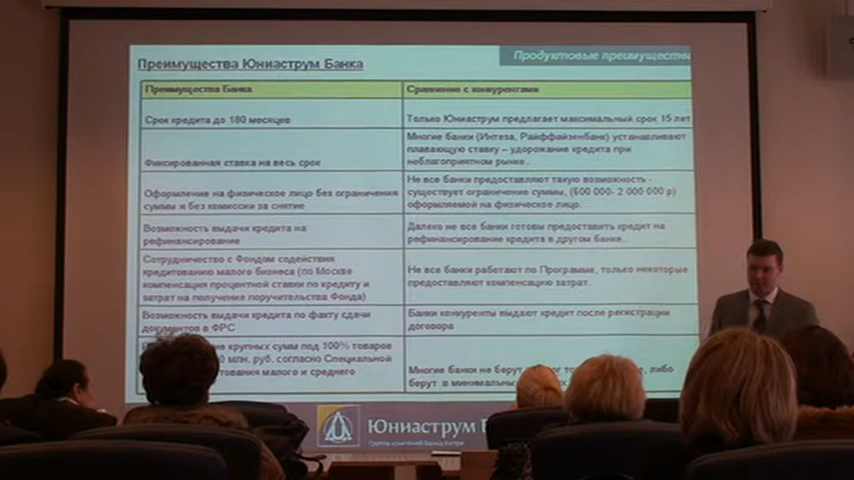 Продуктовые преимущества
Преимущества Юниаструм Банка
Преимущества Банка
Сравнение с конкурентами
Срок кредита до 180 месяцев
Только Юниаструм предлагает максимальный срок 15 лет
Фиксированная ставка на весь срок
Многие банки (Интеза, Райффайзенбанк) устанавливают
плавающую ставку – удорожание кредита при
неблагоприятном рынке.
Оформление на физическое лицо без ограничения
суммы и без комиссии за снятие
Не все банки предоставляют такую возможность -
существует ограничение суммы, (600 000- 2 000 000 р)
оформляемой на физическое лицо.
Возможность выдачи кредита на
рефинансирование
Далеко не все банки готовы предоставить кредит на
рефинансирование кредита в другом банке.
Сотрудничество с Фондом содействия
кредитованию малого бизнеса (по Москве
компенсация процентной ставки по кредиту и
затрат на получение поручительства Фонда)
Не все банки работают по Программе, только некоторые
предоставляют компенсацию затрат.
Возможность выдачи кредита по факту сдачи
документов в ФРС
Банки конкуренты выдают кредит после регистрации
договора
крупных сумм под 100% товаров
млн. руб, согласно Специальной
малого и среднего
Многие банки не берут либо
берут в
Юниаструм
Группа компаний Банка Кипра